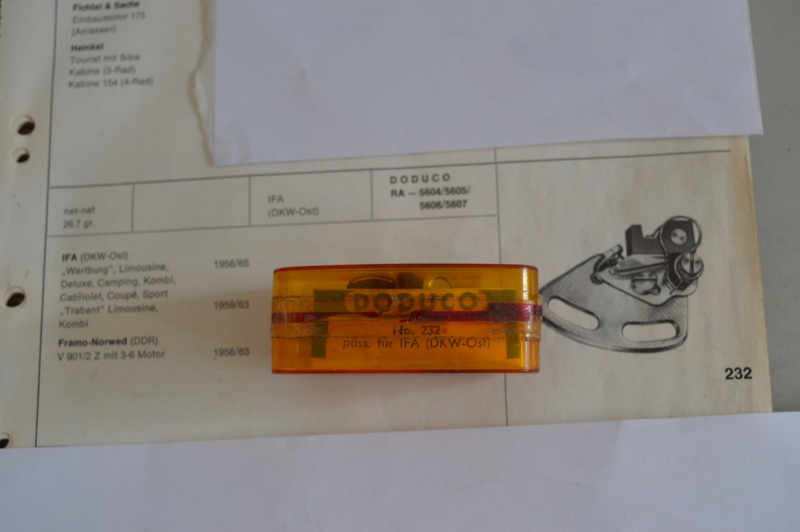 Fichtel & Sachs
Einbaumotor 175
(Anlasser)
Heinkel
Tourist mit Siba
Kabine (3-Rad)
Kabine 154 (4-Rad)
net-net
26.7 gr.
IFA
(DKW-Ost)
DODUCO
RA — 5604/5605/
5606/5607
IFA (DKW-Ost)
„Wartburg", Limousine, 1956/65
Deluxe, Camping, Kombi,
Cabriolet, Coupé, Sport
„Trabant" Limousine, 1959/63
Kombi
Framo-Norwed (DDR)
V 901/2 Z mit 3-6 Motor 1956/63
DODUCO
No. 232
pass. für IFA (DKW-Ost)
232